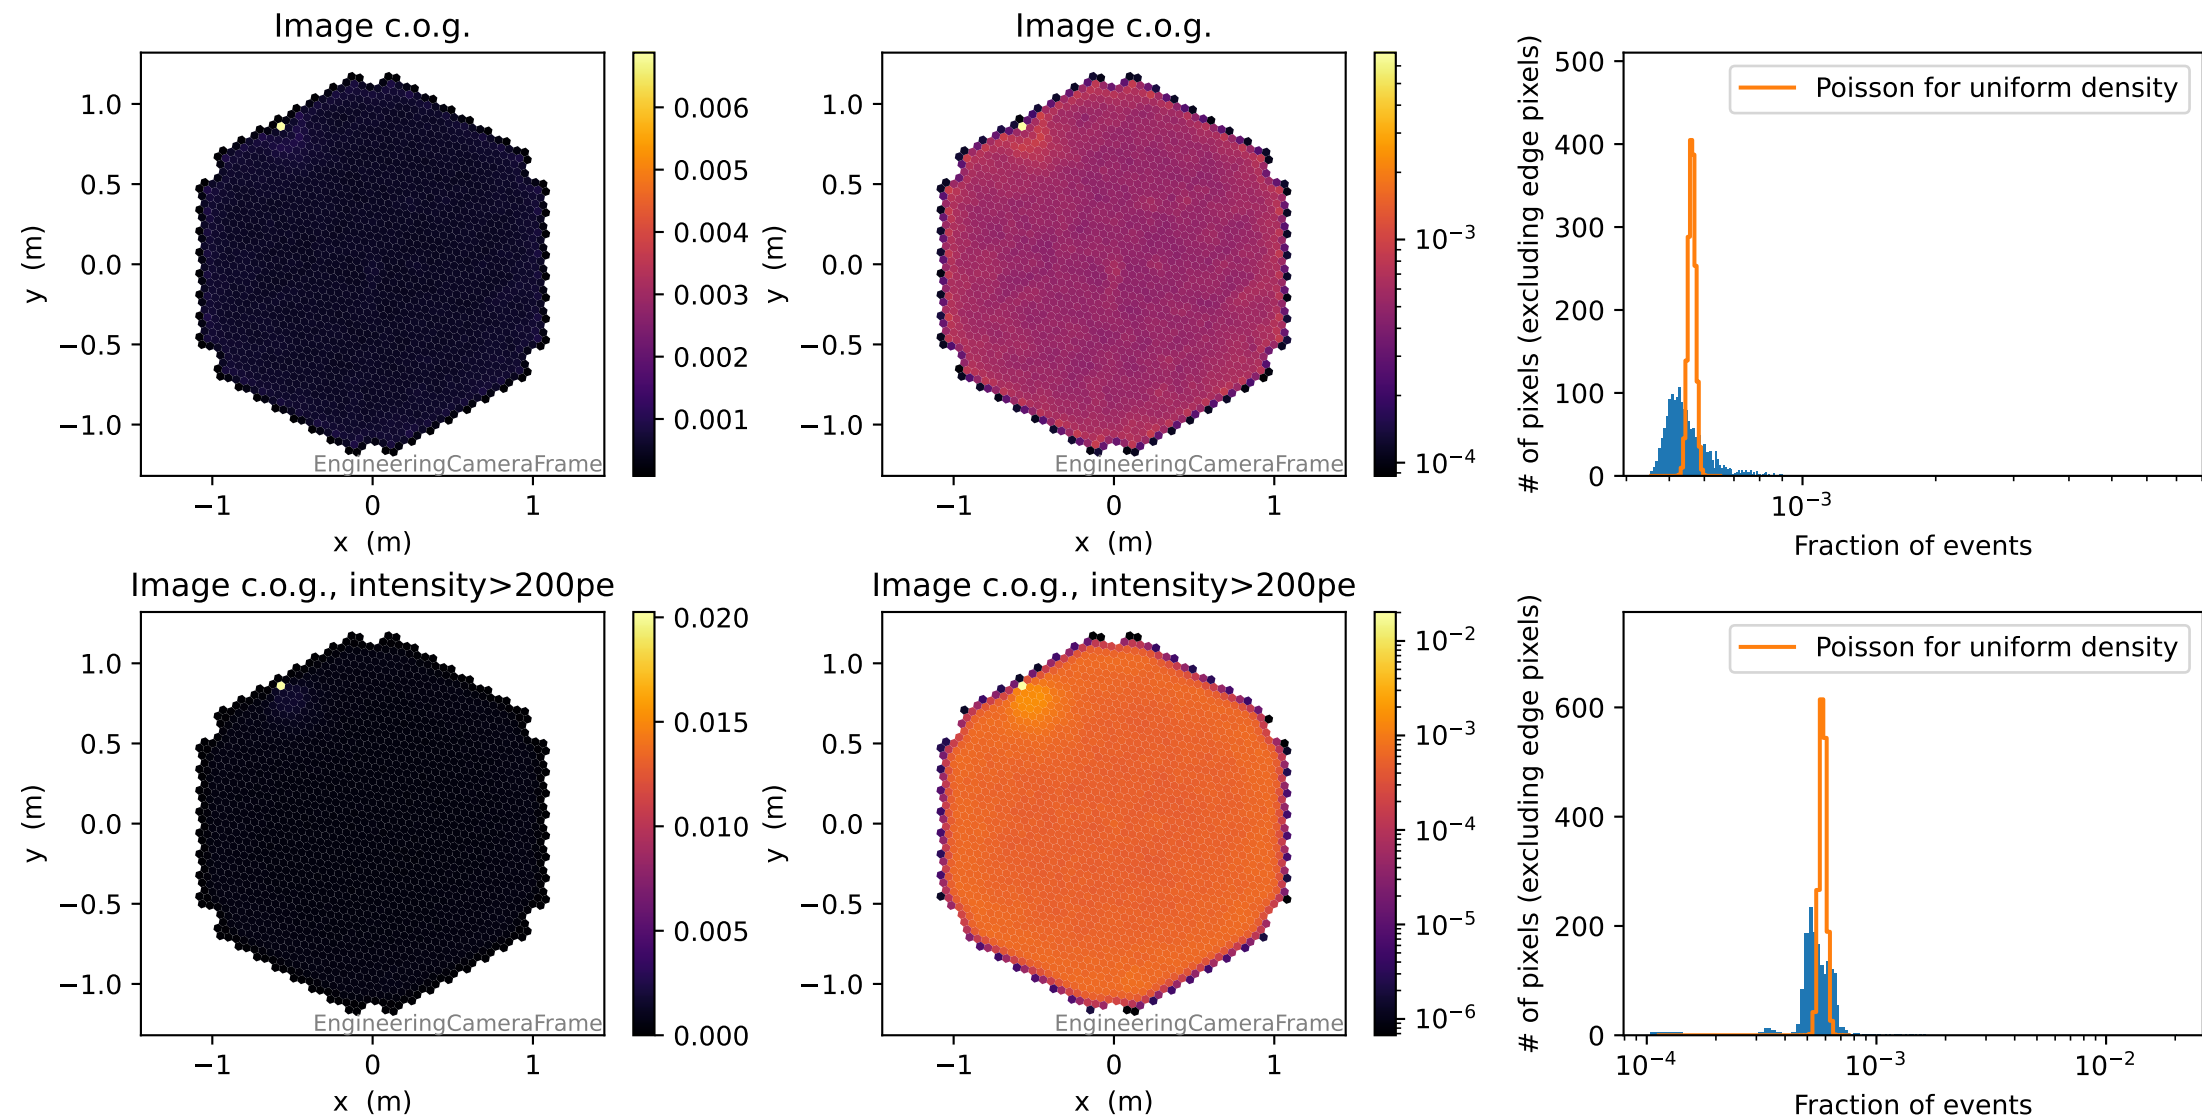 Image c.o.g.
1.0
0.5
0.0
−0.5
−1.0
y (m)
−1
0
1
x (m)
EngineeringCameraFrame
0.006
0.005
0.004
0.003
0.002
0.001
Image c.o.g.
1.0
0.5
0.0
−0.5
−1.0
y (m)
−1
0
1
x (m)
EngineeringCameraFrame
10⁻³
10⁻⁴
# of pixels (excluding edge pixels)
500
400
300
200
100
0
Poisson for uniform density
10⁻³
Fraction of events
Image c.o.g., intensity>200pe
1.0
0.5
0.0
−0.5
−1.0
y (m)
−1
0
1
x (m)
EngineeringCameraFrame
0.020
0.015
0.010
0.005
0.000
Image c.o.g., intensity>200pe
1.0
0.5
0.0
−0.5
−1.0
y (m)
−1
0
1
x (m)
EngineeringCameraFrame
10⁻²
10⁻³
10⁻⁴
10⁻⁵
10⁻⁶
# of pixels (excluding edge pixels)
600
400
200
0
Poisson for uniform density
10⁻⁴
10⁻³
10⁻²
Fraction of events